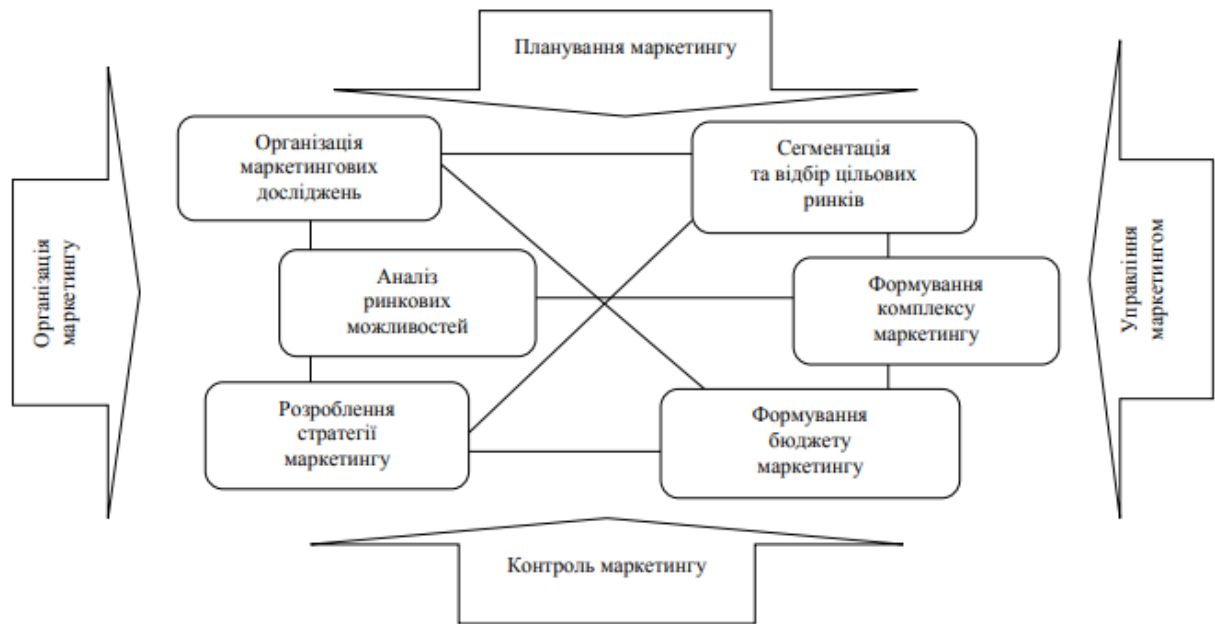 Планування маркетингу
Організація
маркетингових
досліджень
Сегментація
та відбір цільових
ринків
Організація
маркетингу
Аналіз
ринкових
можливостей
Формування
комплексу
маркетингу
Управління
маркетингом
Розроблення
стратегії
маркетингу
Формування
бюджету
маркетингу
Контроль маркетингу